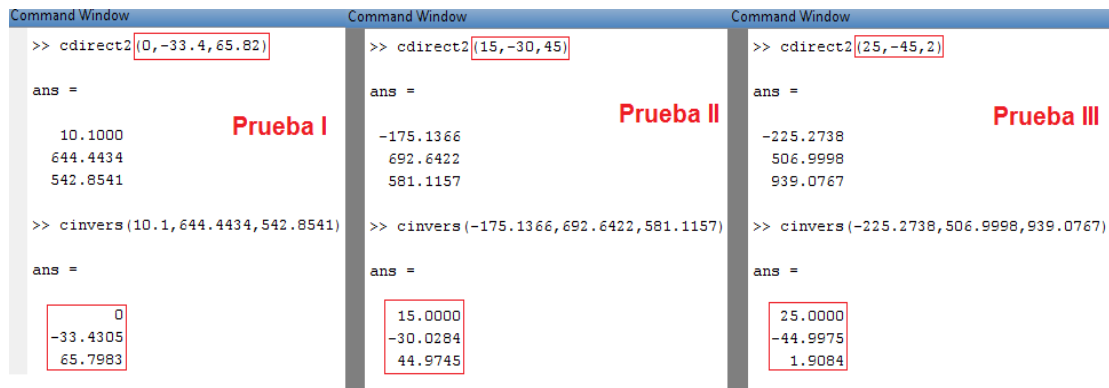 Command Window
>> cdirect2(0,-33.4,65.82)
ans =
Prueba I
10.1000
644.4434
542.8541
>> cinvers(10.1,644.4434,542.8541)
ans =
0
-33.4305
65.7983
Command Window
>> cdirect2(15,-30,45)
ans =
Prueba II
-175.1366
692.6422
581.1157
>> cinvers(-175.1366,692.6422,581.1157)
ans =
15.0000
-30.0284
44.9745
Command Window
>> cdirect2(25,-45,2)
ans =
Prueba III
-225.2738
506.9998
939.0767
>> cinvers(-225.2738,506.9998,939.0767)
ans =
25.0000
-44.9975
1.9084